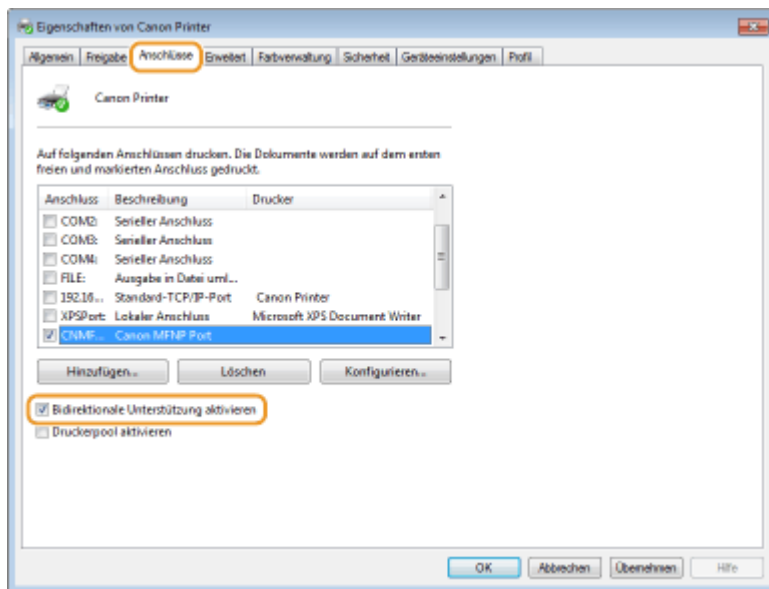 Eigenschaften von Canon Printer
Allgemein Freigabe Anschlüsse Erweitert Farbverwaltung Sicherheit Geräteeinstellungen Profil
Canon Printer
Auf folgenden Anschlüssen drucken. Die Dokumente werden auf dem ersten
freien und markierten Anschluss gedruckt.
Anschluss Beschreibung Drucker
COM2: Serieller Anschluss
COM3: Serieller Anschluss
COM4: Serieller Anschluss
FILE: Ausgabe in Datei uml...
192.16... Standard-TCP/IP-Port Canon Printer
XPSPort: Lokaler Anschluss Microsoft XPS Document Writer
CNMF... Canon MFNP Port
Hinzufügen... Löschen Konfigurieren...
Bidirektionale Unterstützung aktivieren
Druckerpool aktivieren
OK Abbrechen Übernehmen Hilfe